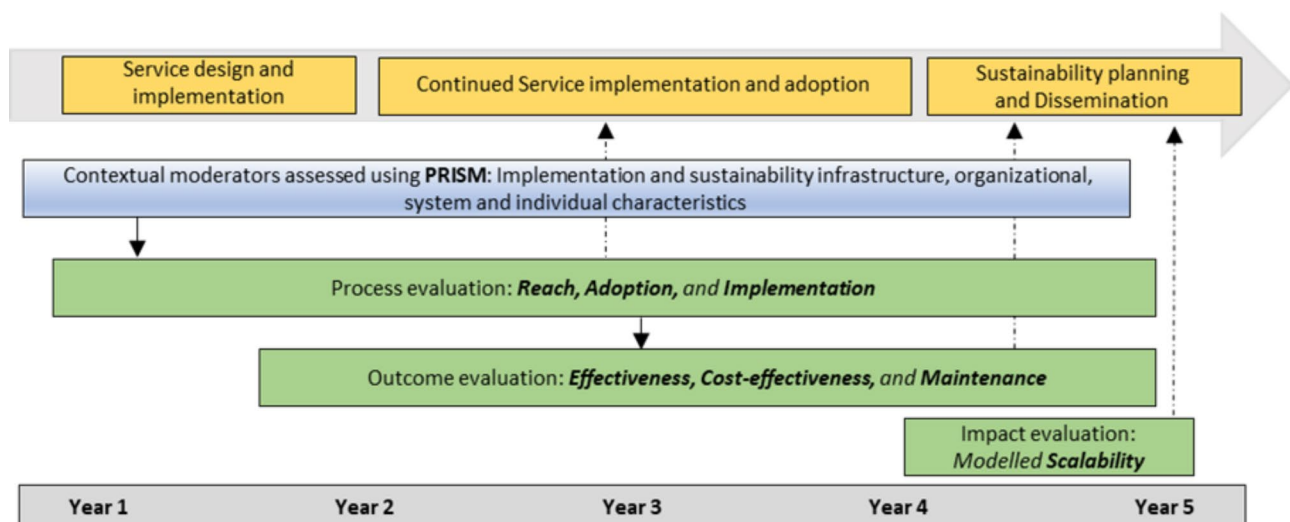 Service design and
implementation
Continued Service implementation and adoption
Sustainability planning
and Dissemination
Contextual moderators assessed using PRISM: Implementation and sustainability infrastructure, organizational,
system and individual characteristics
Process evaluation: Reach, Adoption, and Implementation
Outcome evaluation: Effectiveness, Cost-effectiveness, and Maintenance
Impact evaluation:
Modelled Scalability
Year 1 Year 2 Year 3 Year 4 Year 5